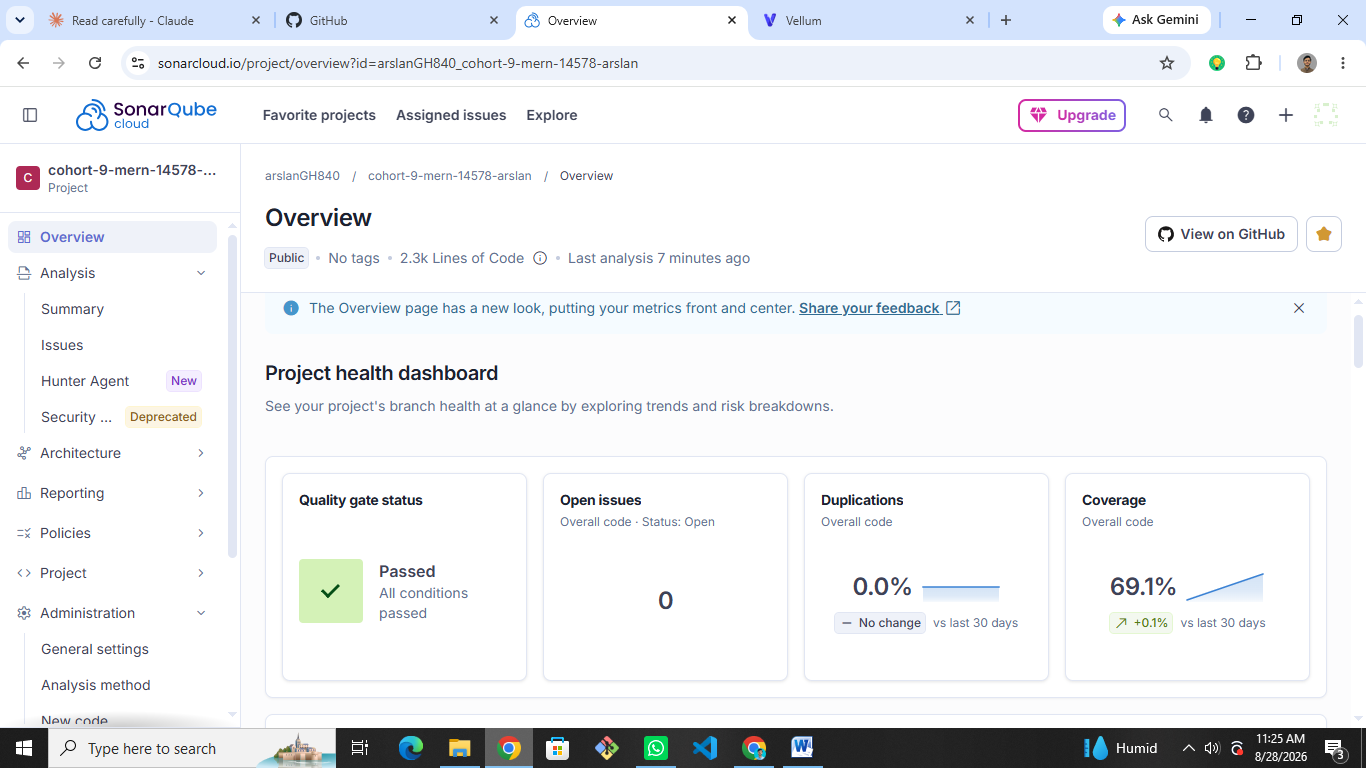 Read carefully - Claude
GitHub
Overview
Vellum
Ask Gemini
sonarcloud.io/project/overview?id=arslanGH840_cohort-9-mern-14578-arslan
SonarQube cloud
Favorite projects
Assigned issues
Explore
Upgrade
C
cohort-9-mern-14578-...
Project
Overview
Analysis
Summary
Issues
Hunter Agent New
Security ... Deprecated
Architecture
Reporting
Policies
Project
Administration
General settings
Analysis method
New code
arslanGH840 / cohort-9-mern-14578-arslan / Overview
Overview
View on GitHub
Public • No tags • 2.3k Lines of Code • Last analysis 7 minutes ago
The Overview page has a new look, putting your metrics front and center. Share your feedback
Project health dashboard
See your project's branch health at a glance by exploring trends and risk breakdowns.
Quality gate status
Passed
All conditions
passed
Open issues
Overall code · Status: Open
0
Duplications
Overall code
0.0%
No change vs last 30 days
Coverage
Overall code
69.1%
+0.1% vs last 30 days
Type here to search
Humid
11:25 AM
8/28/2026
3